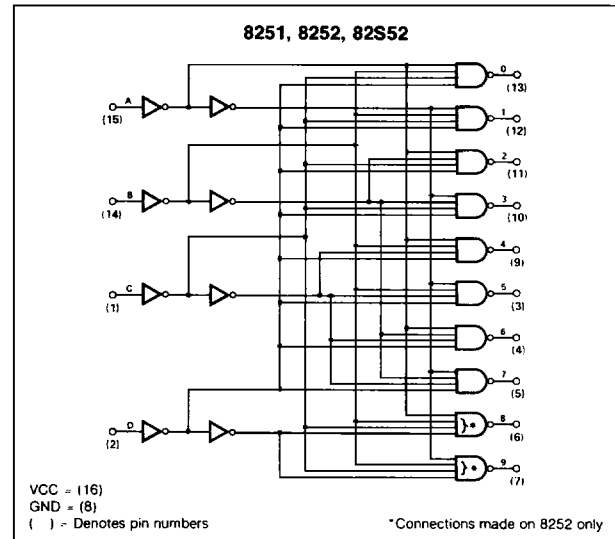 8251, 8252, 82S52
A
(15)
B
(14)
C
(1)
D
(2)
0
(13)
1
(12)
2
(11)
3
(10)
4
(9)
5
(3)
6
(4)
7
(5)
} *
8
(6)
} *
9
(7)
VCC = (16)
GND = (8)
( ) - Denotes pin numbers
*Connections made on 8252 only